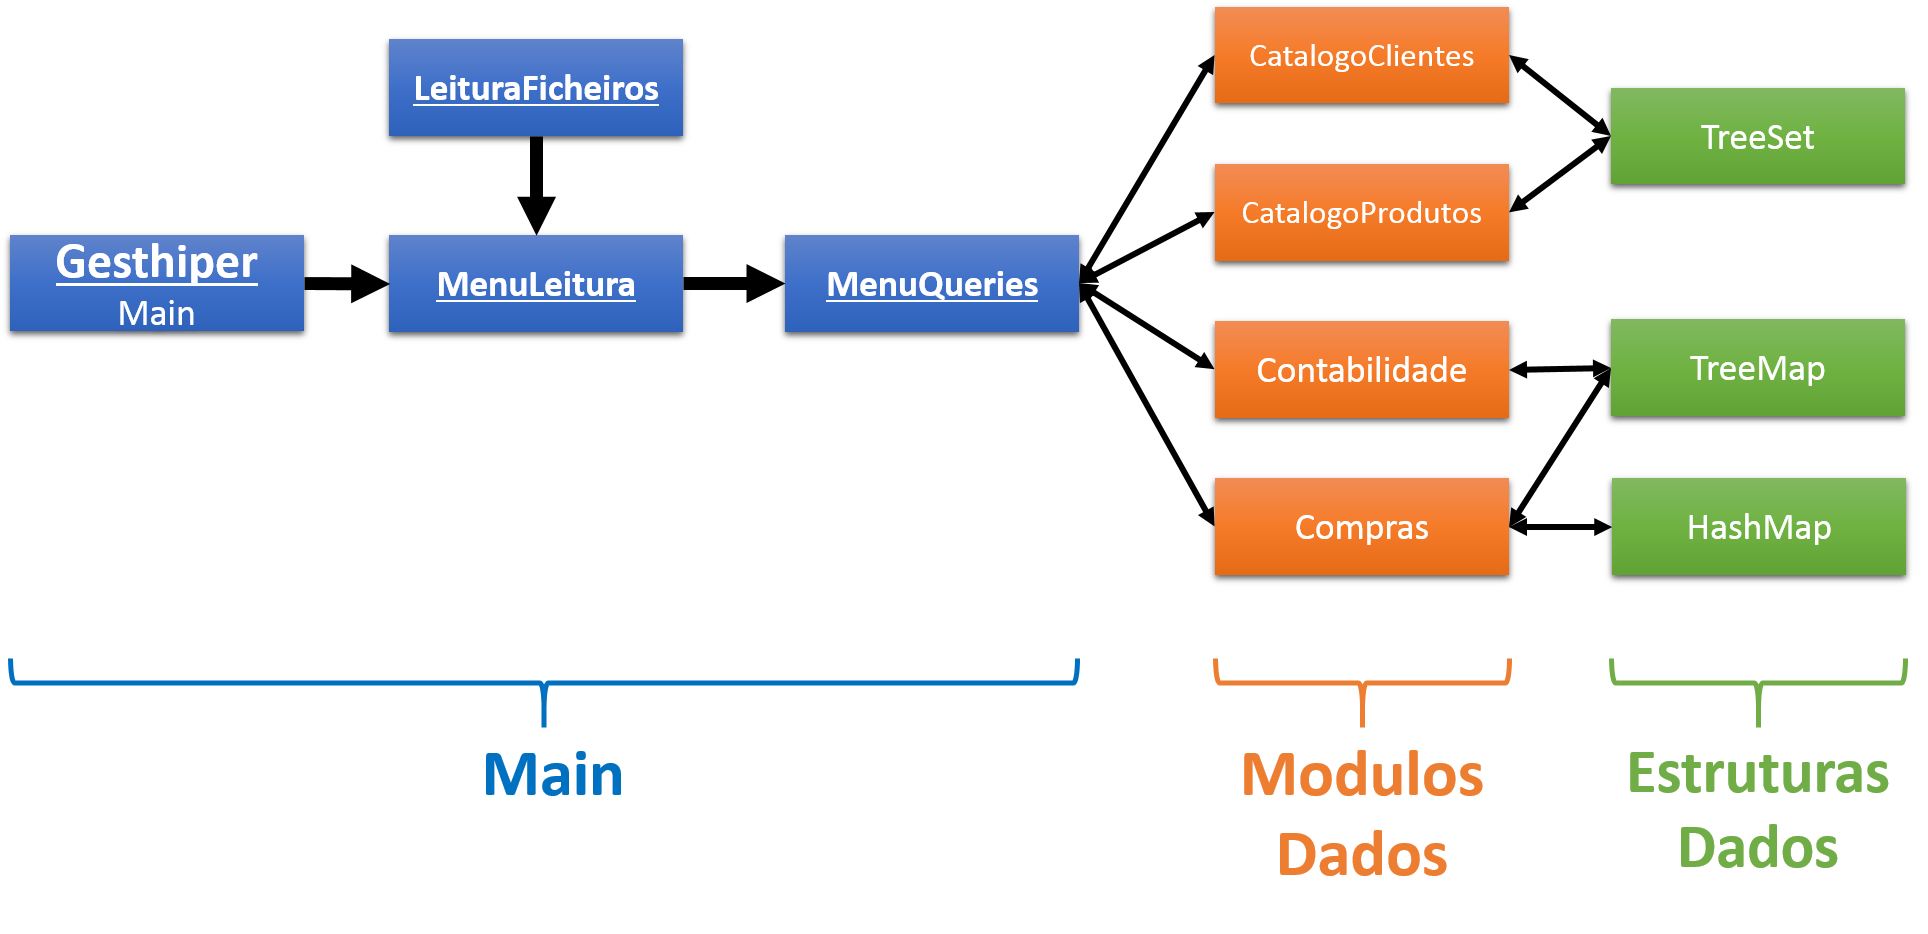 LeituraFicheiros
Gesthiper
Main
MenuLeitura
MenuQueries
CatalogoClientes
CatalogoProdutos
Contabilidade
Compras
TreeSet
TreeMap
HashMap
Main
Modulos
Dados
Estruturas
Dados